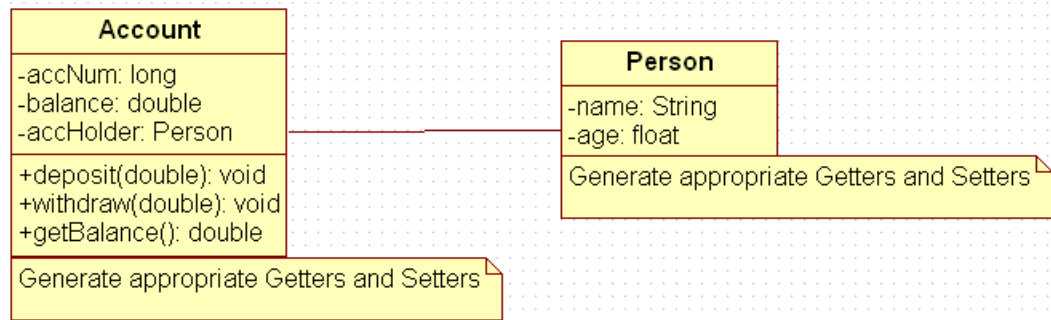 Account
-accNum: long
-balance: double
-accHolder: Person
+deposit(double): void
+withdraw(double): void
+getBalance(): double
Generate appropriate Getters and Setters
Person
-name: String
-age: float
Generate appropriate Getters and Setters